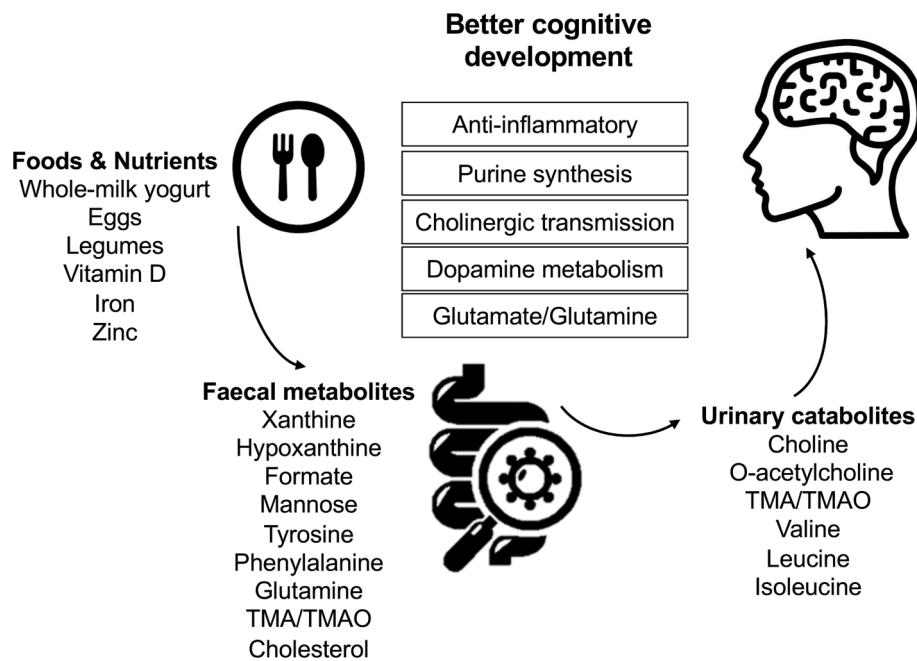 Better cognitive
development
Anti-inflammatory
Purine synthesis
Cholinergic transmission
Dopamine metabolism
Glutamate/Glutamine
Foods & Nutrients
Whole-milk yogurt
Eggs
Legumes
Vitamin D
Iron
Zinc
Faecal metabolites
Xanthine
Hypoxanthine
Formate
Mannose
Tyrosine
Phenylalanine
Glutamine
TMA/TMAO
Cholesterol
Urinary catabolites
Choline
O-acetylcholine
TMA/TMAO
Valine
Leucine
Isoleucine